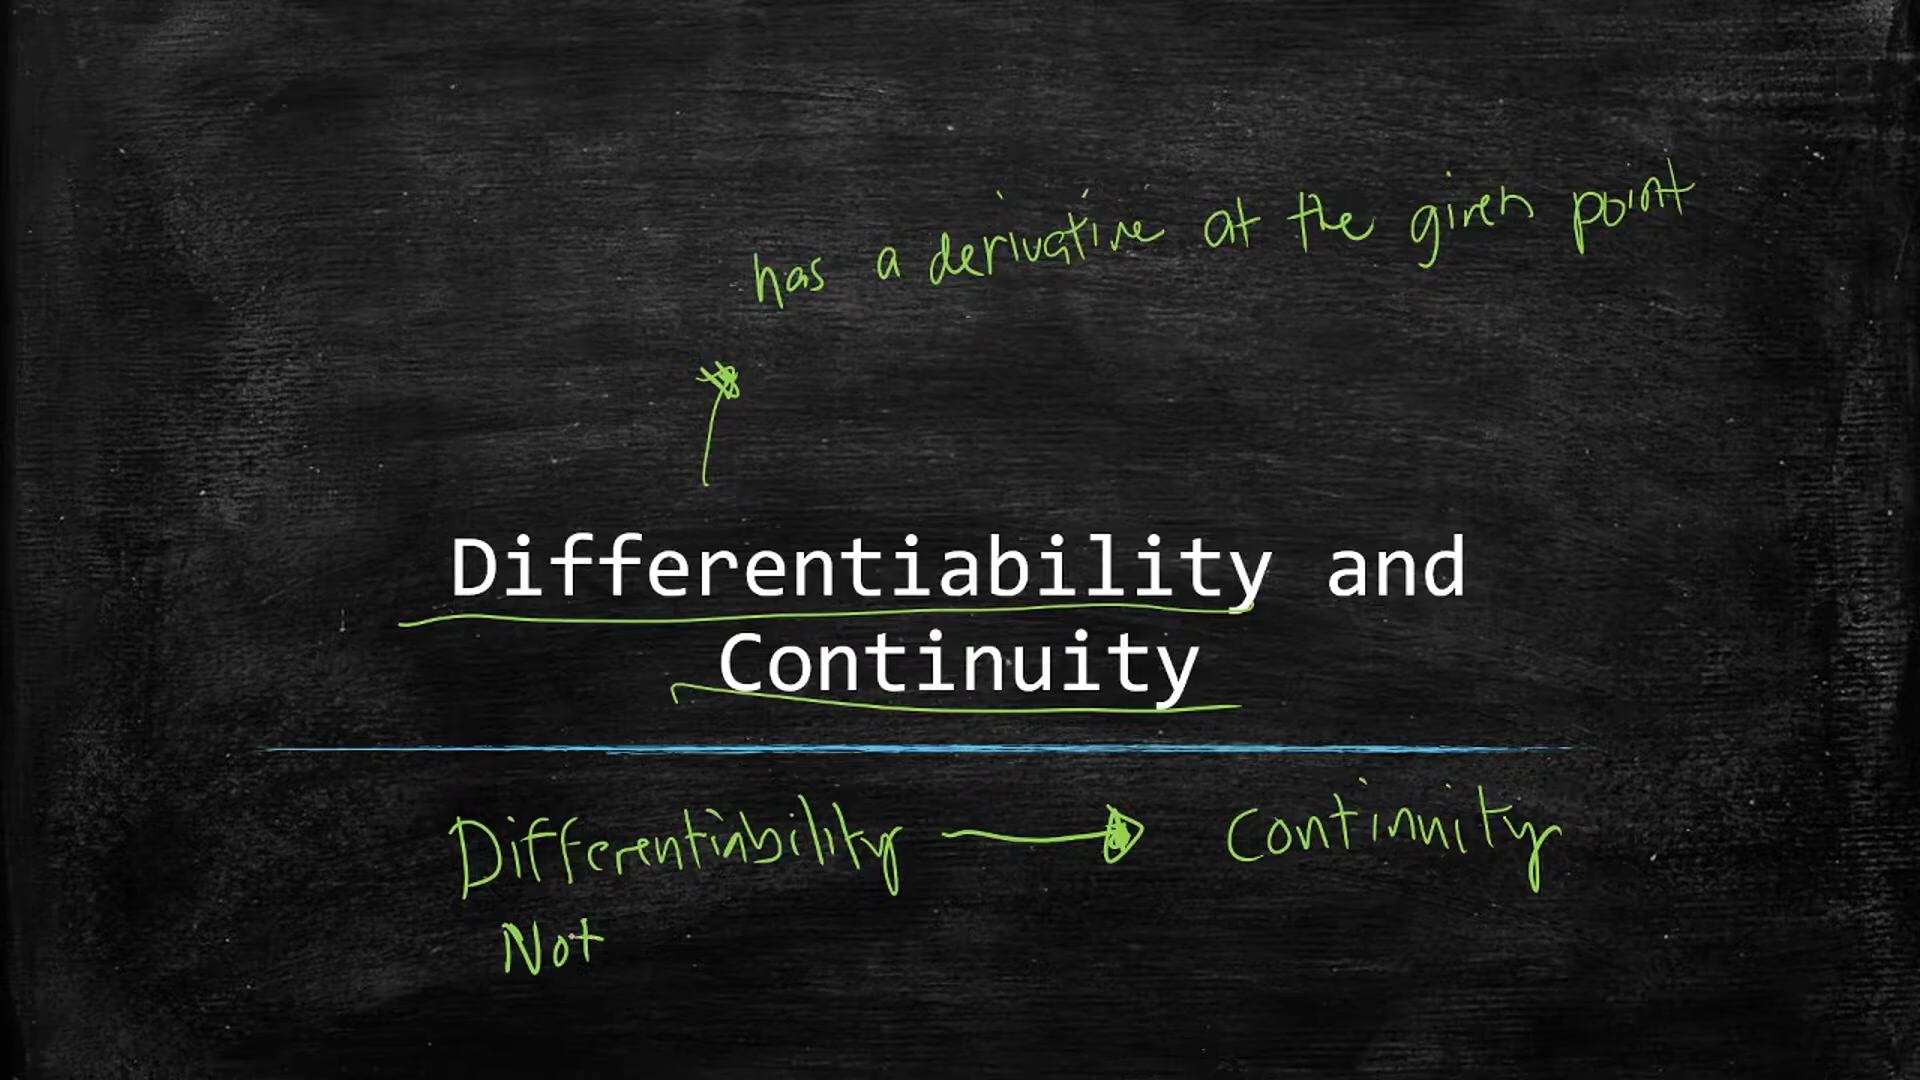 has a derivative at the given point
Differentiability and
Continuity
Differentiability → Continuity
Not